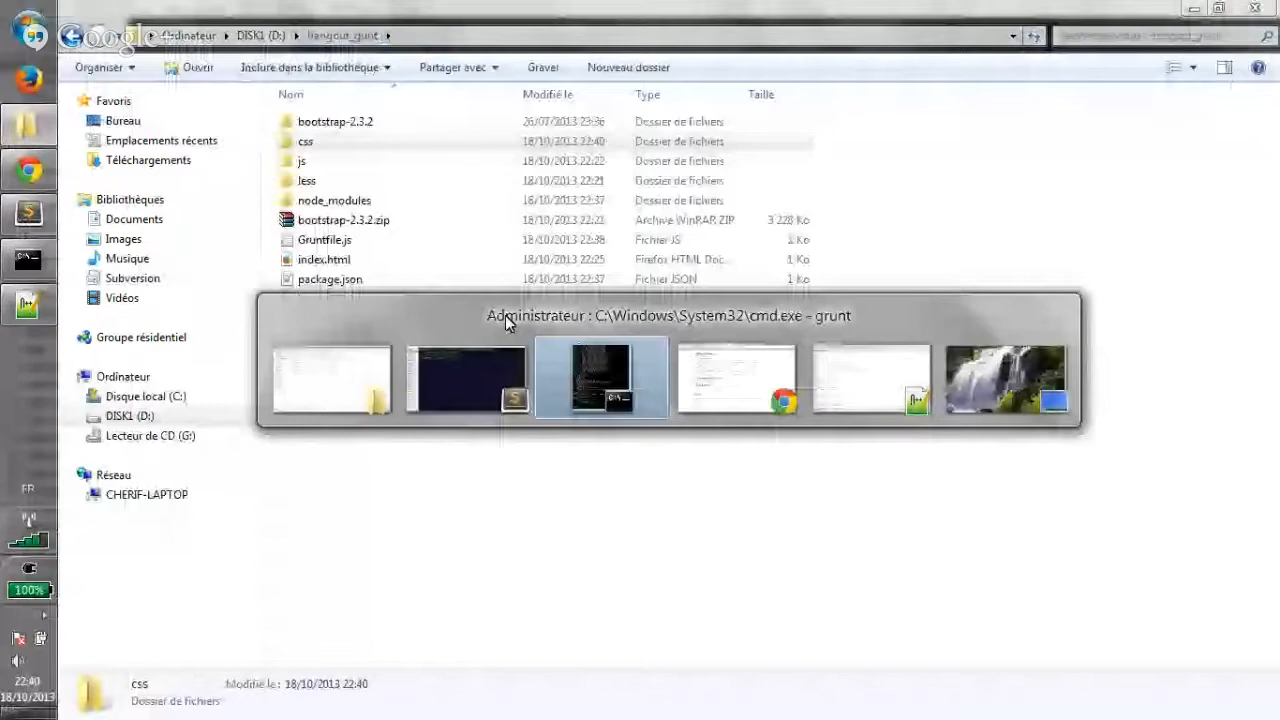 Google+
Ordinateur ▸ DISK1 (D:) ▸ hangout_grunt ▸
Organiser Ouvrir Inclure dans la bibliothèque Partager avec Graver Nouveau dossier
Nom Modifié le Type Taille
Favoris
Bureau
Emplacements récents
Téléchargements
Bibliothèques
Documents
Images
Musique
Subversion
Vidéos
Groupe résidentiel
Ordinateur
Disque local (C:)
DISK1 (D:)
Lecteur de CD (G:)
Réseau
CHERIF-LAPTOP
bootstrap-2.3.2 26/07/2013 23:36 Dossier de fichiers
css 18/10/2013 22:40 Dossier de fichiers
js 18/10/2013 22:22 Dossier de fichiers
less 18/10/2013 22:21 Dossier de fichiers
node_modules 18/10/2013 22:37 Dossier de fichiers
bootstrap-2.3.2.zip 18/10/2013 22:21 Archive WinRAR ZIP 3 228 Ko
Gruntfile.js 18/10/2013 22:38 Fichier JS 1 Ko
index.html 18/10/2013 22:25 Firefox HTML Doc... 1 Ko
package.json 18/10/2013 22:37 Fichier JSON 1 Ko
Administrateur : C:\Windows\System32\cmd.exe - grunt
FR
100%
22:40
18/10/2013
css Modifié le : 18/10/2013 22:40
Dossier de fichiers